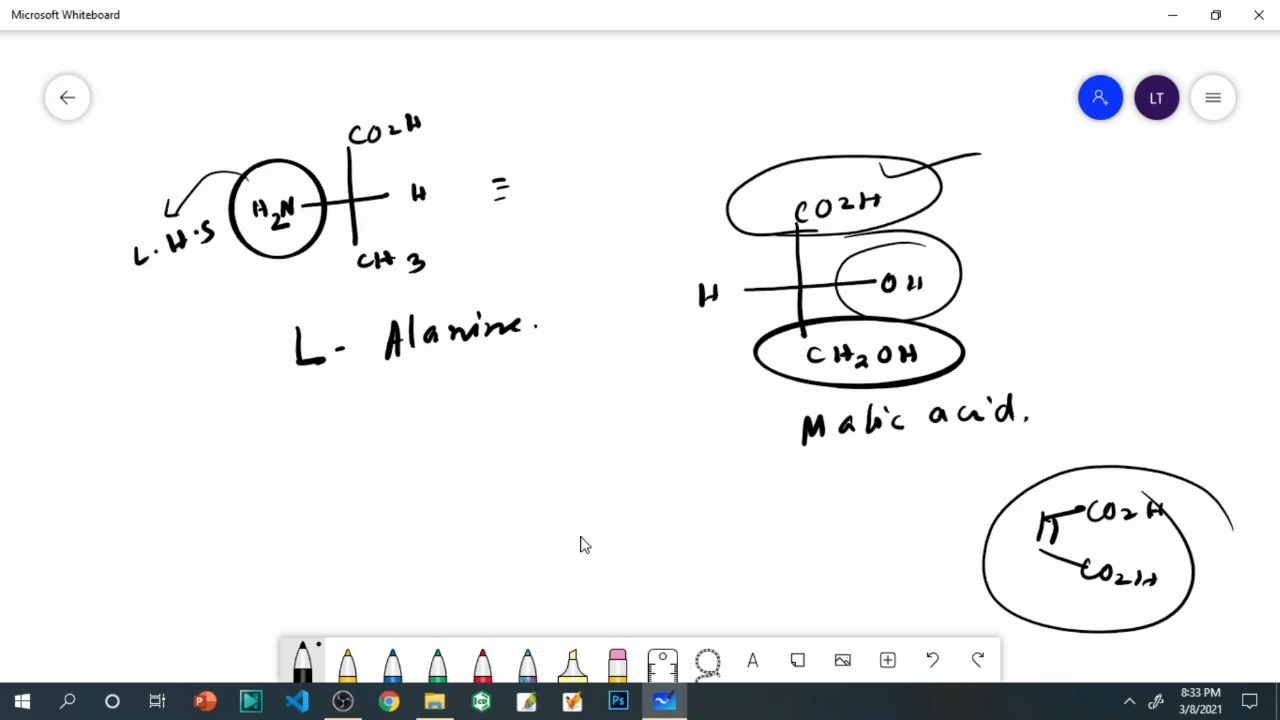 Microsoft Whiteboard
LT
CO2H
H2N
H
L.H.S
CH3
L- Alanine.
≡
CO2H
H
OH
CH2OH
Malic acid.
CO2H
CO2H
A
8:33 PM
3/8/2021